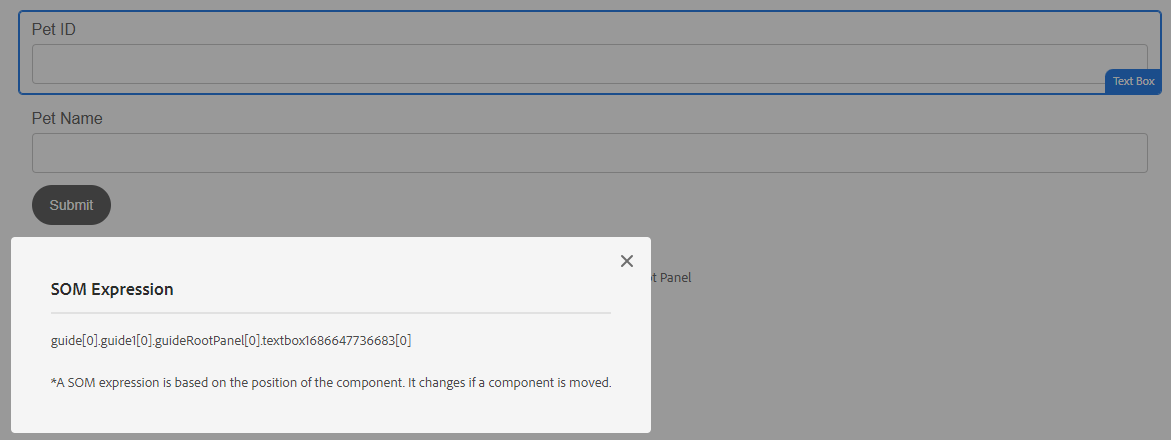 Pet ID
Text Box
Pet Name
Submit
Panel
SOM Expression
guide[0].guide1[0].guideRootPanel[0].textbox1686647736683[0]
*A SOM expression is based on the position of the component. It changes if a component is moved.